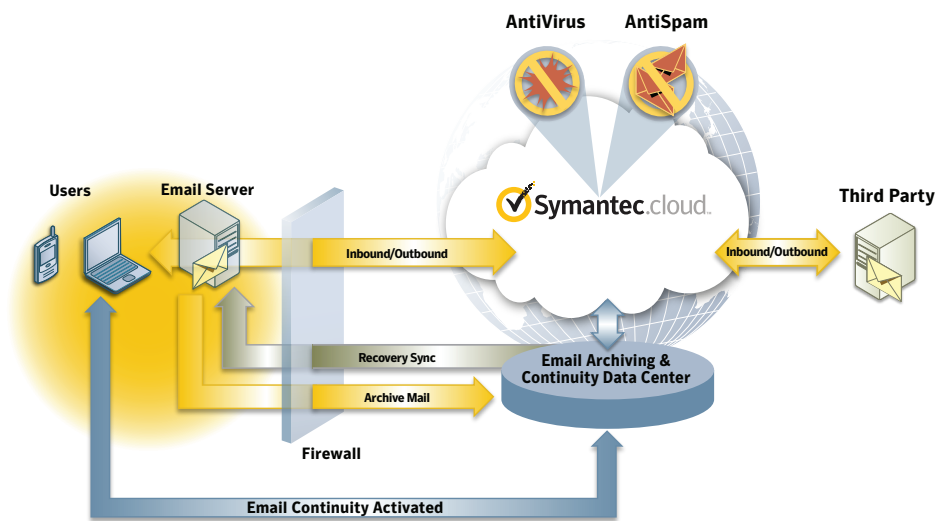 AntiVirus
AntiSpam
Users
Email Server
Symantec.cloud™
Third Party
Inbound/Outbound
Inbound/Outbound
Recovery Sync
Email Archiving &
Continuity Data Center
Archive Mail
Firewall
Email Continuity Activated